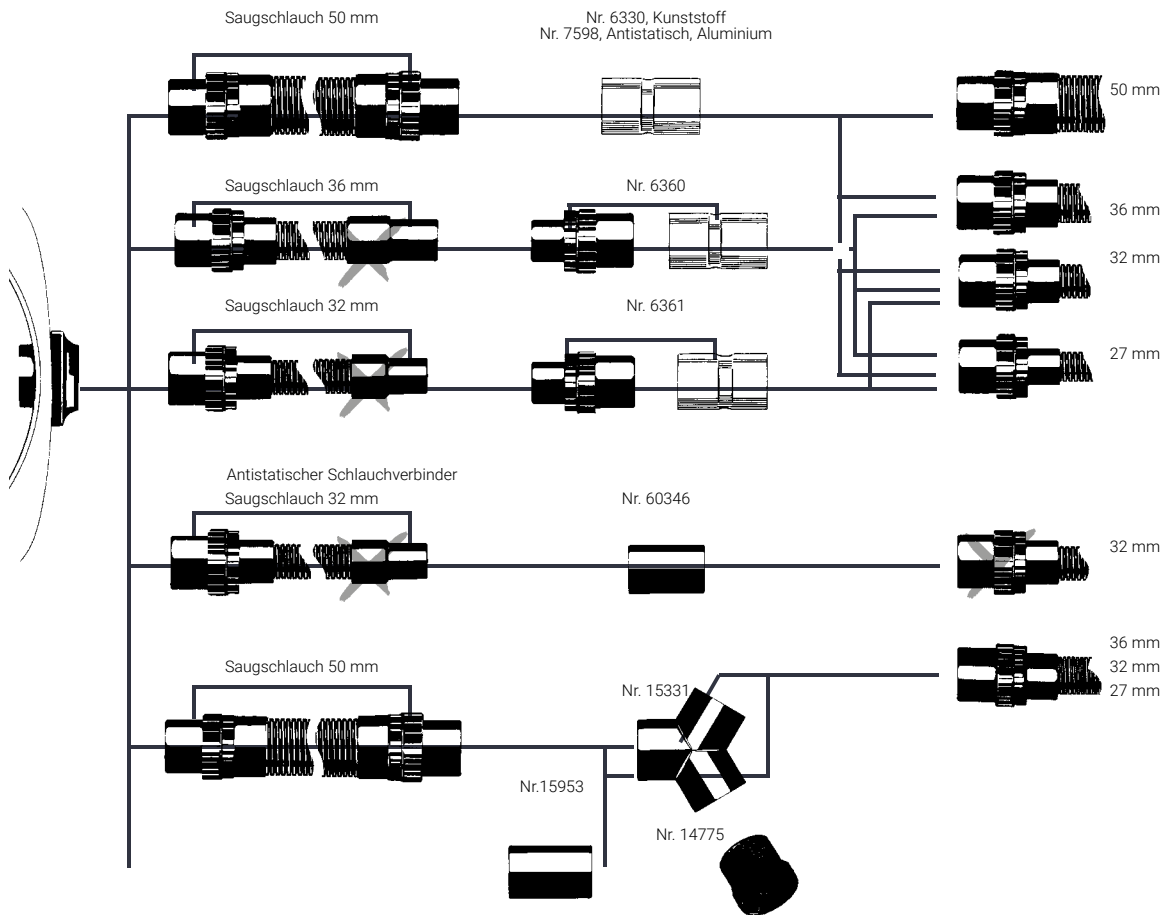 Saugschlauch 50 mm
Nr. 6330, Kunststoff
Nr. 7598, Antistatisch, Aluminium
50 mm
Saugschlauch 36 mm
Nr. 6360
36 mm
32 mm
Saugschlauch 32 mm
Nr. 6361
27 mm
Antistatischer Schlauchverbinder
Saugschlauch 32 mm
Nr. 60346
32 mm
36 mm
Saugschlauch 50 mm
32 mm
Nr. 15331
27 mm
Nr.15953
Nr. 14775